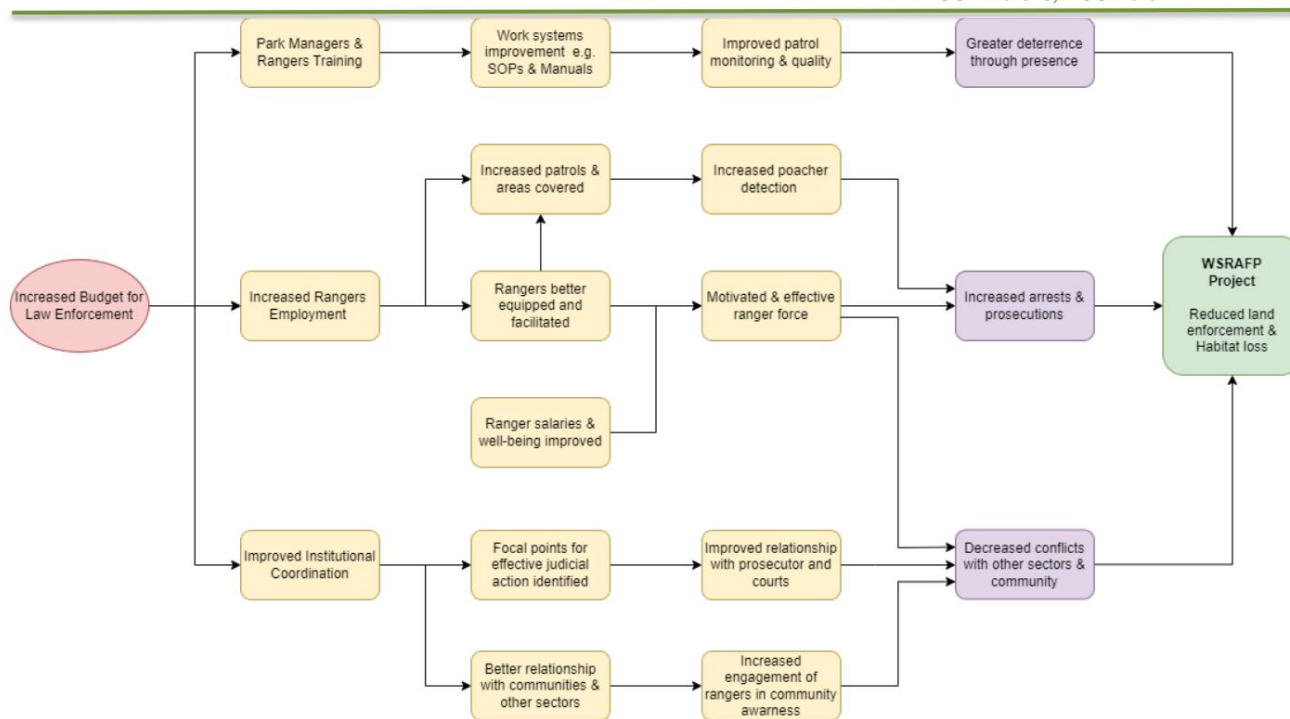 Park Managers &
Rangers Training
Work systems
improvement e.g.
SOPs & Manuals
Improved patrol
monitoring & quality
Greater deterrence
through presence
Increased patrols &
areas covered
Increased poacher
detection
Increased Budget for
Law Enforcement
Increased Rangers
Employment
Rangers better
equipped and
facilitated
Motivated & effective
ranger force
Increased arrests &
prosecutions
WSRAFP
Project
Reduced land
enforcement &
Habitat loss
Ranger salaries &
well-being improved
Improved Institutional
Coordination
Focal points for
effective judicial
action identified
Improved relationship
with prosecutor and
courts
Decreased conflicts
with other sectors &
community
Better relationship
with communities &
other sectors
Increased
engagement of
rangers in community
awarness